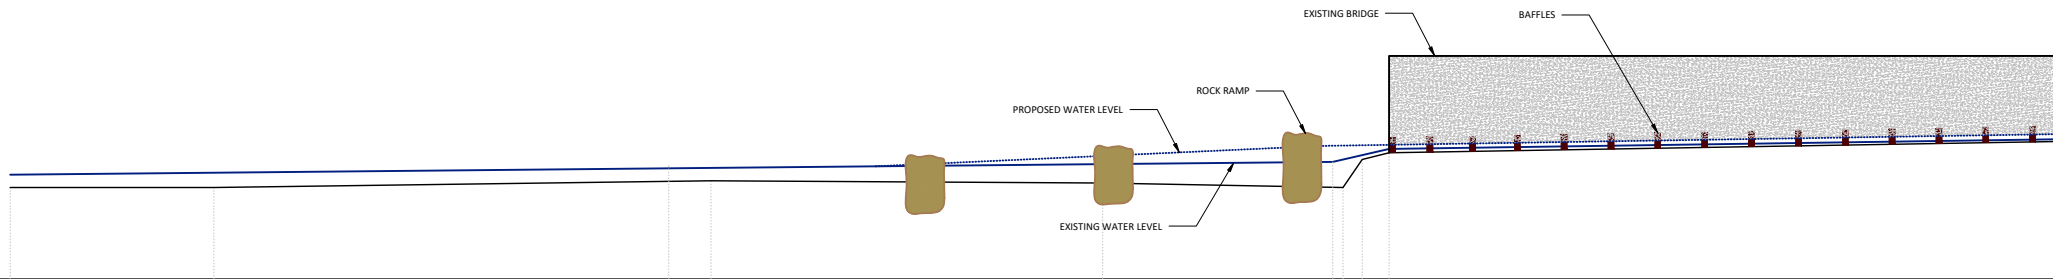 EXISTING BRIDGE
BAFFLES
ROCK RAMP
PROPOSED WATER LEVEL
EXISTING WATER LEVEL